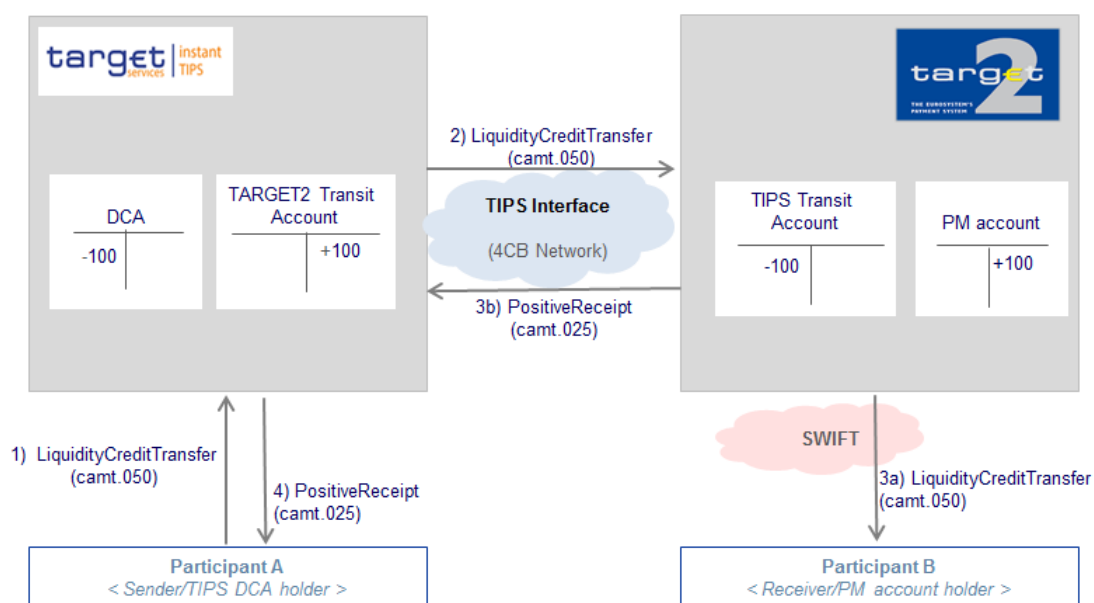 target services | instant TIPS
target 2
THE EUROSYSTEM'S
PAYMENT SYSTEM
2) LiquidityCreditTransfer
(camt.050)
DCA
-100
TARGET2 Transit
Account
+100
TIPS Interface
(4CB Network)
TIPS Transit
Account
-100
PM account
+100
3b) PositiveReceipt
(camt.025)
SWIFT
1) LiquidityCreditTransfer
(camt.050)
4) PositiveReceipt
(camt.025)
3a) LiquidityCreditTransfer
(camt.050)
Participant A
< Sender/TIPS DCA holder >
Participant B
< Receiver/PM account holder >